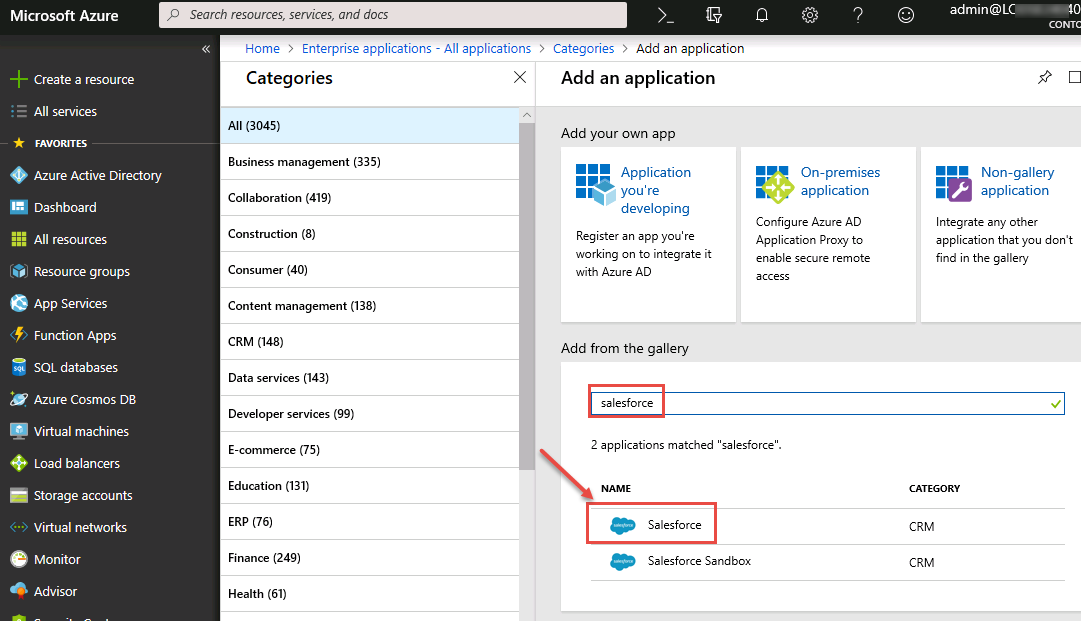 Microsoft Azure
Search resources, services, and docs
admin@LC
40
CONTO
Home > Enterprise applications - All applications > Categories > Add an application
Create a resource
All services
FAVORITES
Azure Active Directory
Dashboard
All resources
Resource groups
App Services
Function Apps
SQL databases
Azure Cosmos DB
Virtual machines
Load balancers
Storage accounts
Virtual networks
Monitor
Advisor
Categories
All (3045)
Business management (335)
Collaboration (419)
Construction (8)
Consumer (40)
Content management (138)
CRM (148)
Data services (143)
Developer services (99)
E-commerce (75)
Education (131)
ERP (76)
Finance (249)
Health (61)
Add an application
Add your own app
Application
you're
developing
Register an app you're
working on to integrate it
with Azure AD
On-premises
application
Configure Azure AD
Application Proxy to
enable secure remote
access
Non-gallery
application
Integrate any other
application that you don't
find in the gallery
Add from the gallery
salesforce
2 applications matched "salesforce".
NAME CATEGORY
Salesforce CRM
Salesforce Sandbox CRM